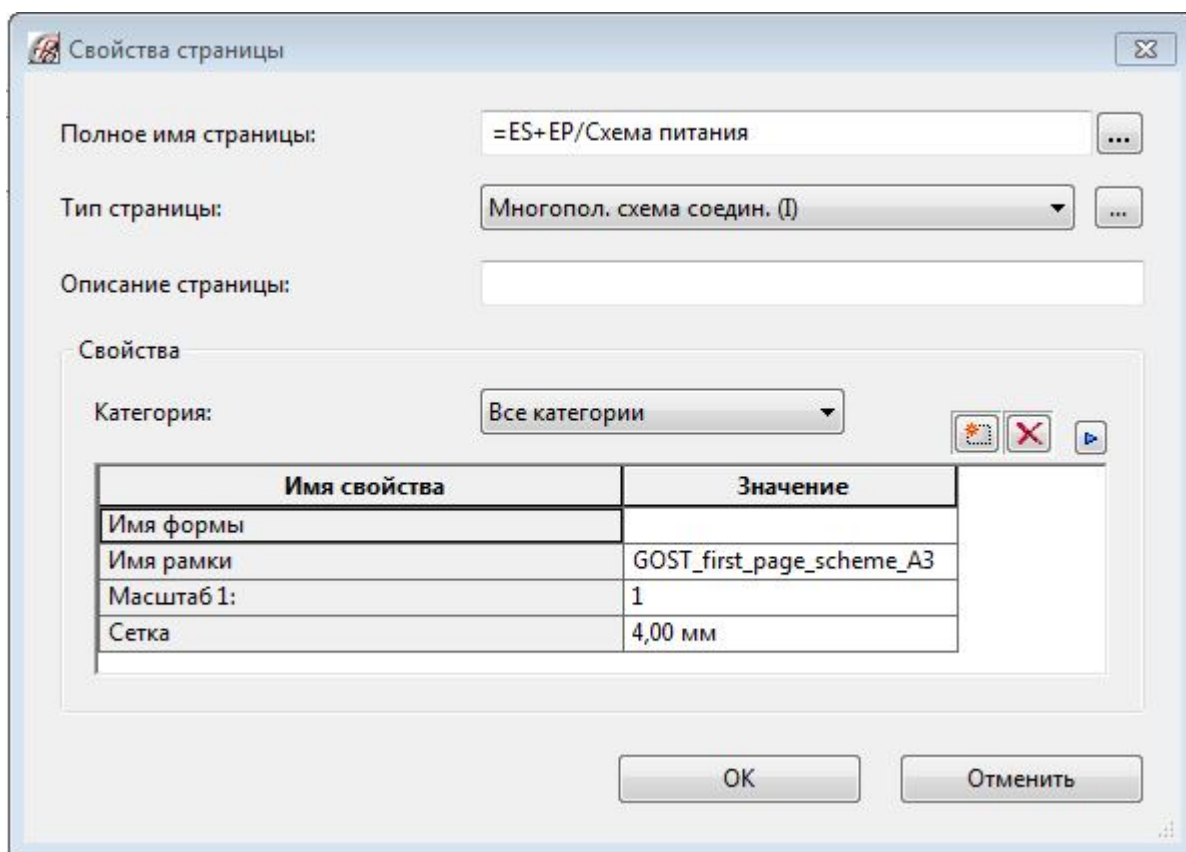 Свойства страницы
Полное имя страницы: =ES+EP/Схема питания ...
Тип страницы: Многопол. схема соедин. (I) ...
Описание страницы:
Свойства
Категория: Все категории
Имя свойства Значение
Имя формы
Имя рамки GOST_first_page_scheme_A3
Масштаб 1: 1
Сетка 4,00 мм
ОК Отменить